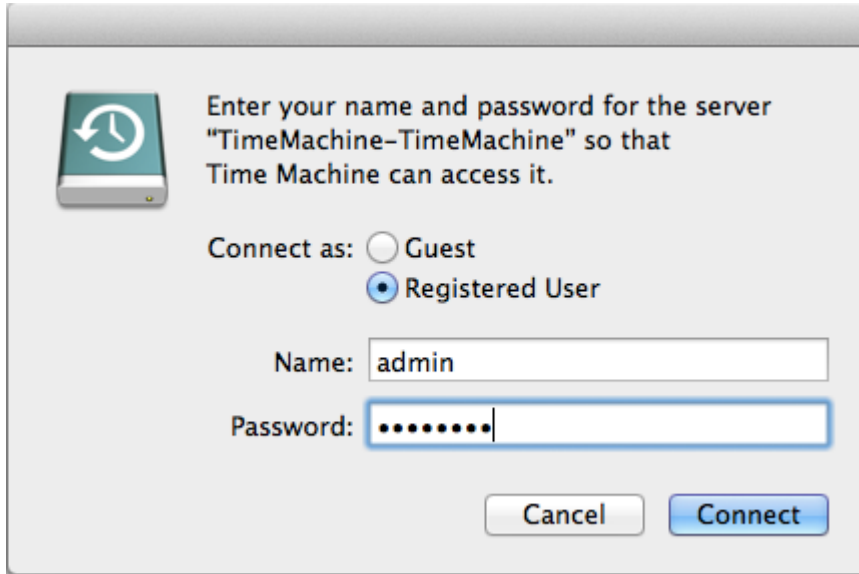 Enter your name and password for the server
“TimeMachine–TimeMachine” so that
Time Machine can access it.
Connect as: Guest
Registered User
Name: admin
Password: ••••••••
Cancel Connect